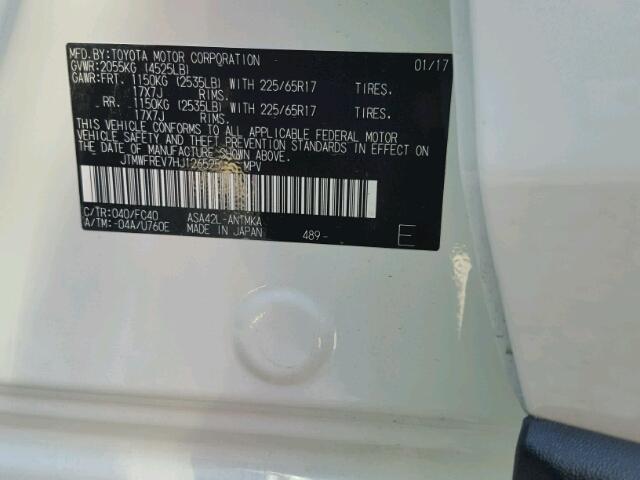 MFD.BY:TOYOTA MOTOR CORPORATION 01/17
GVWR:2055KG (4525LB)
GAWR:FRT. 1150KG (2535LB) WITH 225/65R17 TIRES.
17X7J RIMS.
RR. 1150KG (2535LB) WITH 225/65R17 TIRES.
17X7J RIMS.
THIS VEHICLE CONFORMS TO ALL APPLICABLE FEDERAL MOTOR
VEHICLE SAFETY AND THEFT PREVENTION STANDARDS IN EFFECT ON
THE DATE OF MANUFACTURE SHOWN ABOVE.
MPV
C/TR:040/FC40 ASA42L-ANTMKA
A/TM:-04A/U760E MADE IN JAPAN 489- E